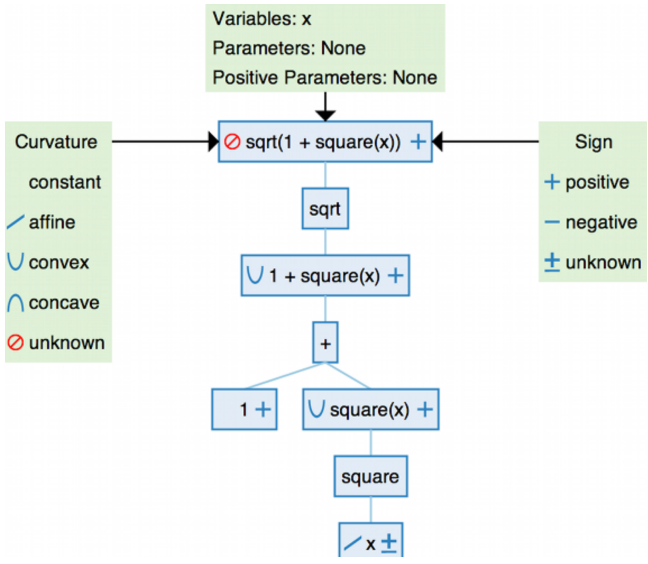 Variables: x
Parameters: None
Positive Parameters: None
Curvature
constant
affine
convex
concave
unknown
sqrt(1 + square(x)) +
Sign
+ positive
− negative
± unknown
sqrt
1 + square(x) +
+
1 +
square(x) +
square
x ±